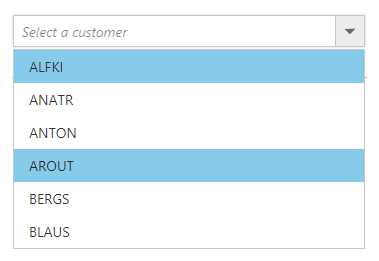 Select a customer
ALFKI
ANATR
ANTON
AROUT
BERGS
BLAUS